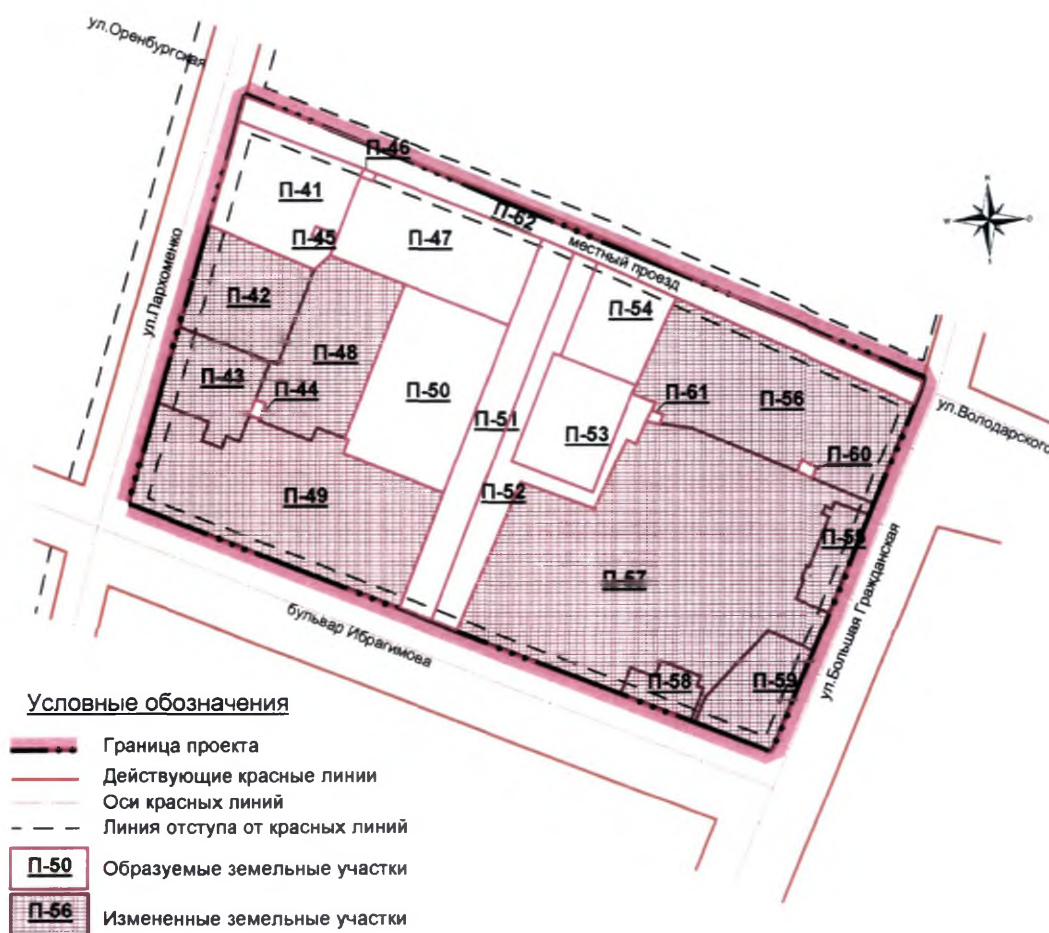 ул.Оренбургская
П-46
П-41
П-62
П-45
П-47
местный проезд
ул.Пархоменко
П-42
П-54
П-48
П-43
П-44
П-50
П-51
П-61
П-56
П-53
П-60
ул.Володарского
П-49
П-52
П-55
П-57
бульвар Ибрагимова
ул.Большая Гражданская
П-58
П-59
Условные обозначения
Граница проекта
Действующие красные линии
Оси красных линий
Линия отступа от красных линий
П-50 Образуемые земельные участки
П-56 Измененные земельные участки